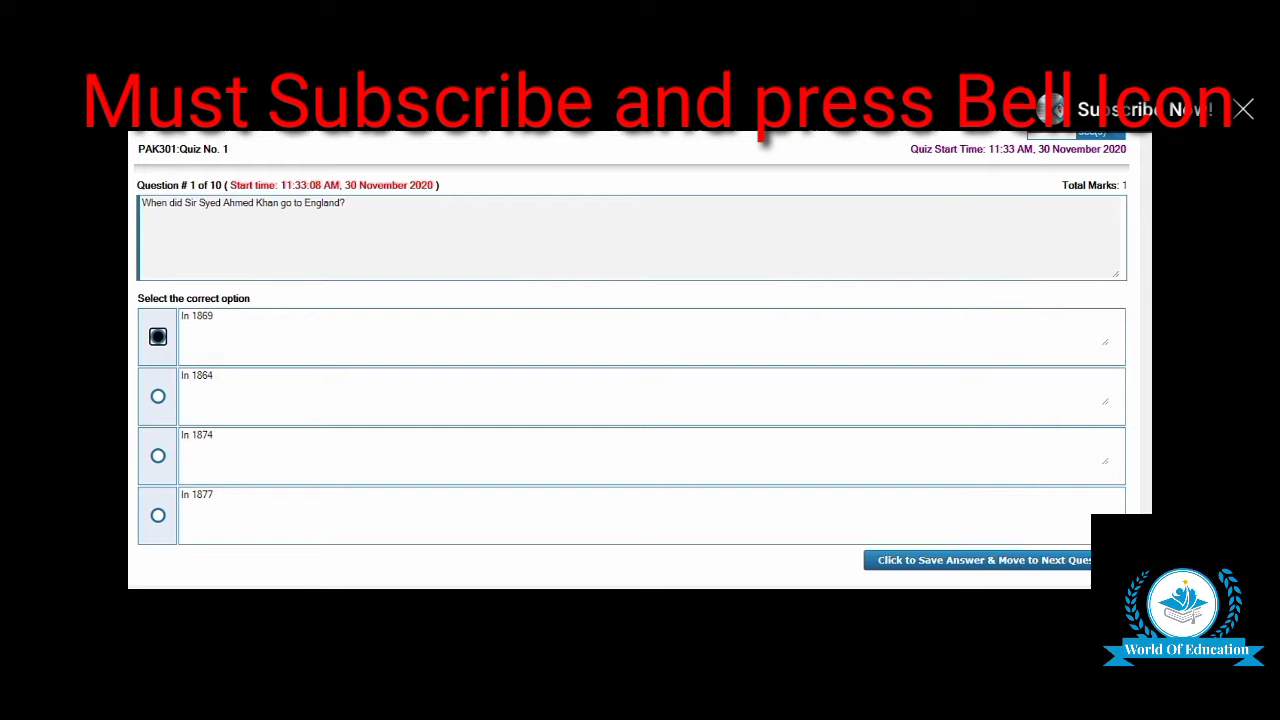 Must Subscribe and press Bell Icon
Subscribe Now!
sec(s)
PAK301:Quiz No. 1
Quiz Start Time: 11:33 AM, 30 November 2020
Question # 1 of 10 ( Start time: 11:33:08 AM, 30 November 2020 )
Total Marks: 1
When did Sir Syed Ahmed Khan go to England?
Select the correct option
In 1869
In 1864
In 1874
In 1877
Click to Save Answer & Move to Next Ques
World Of Education